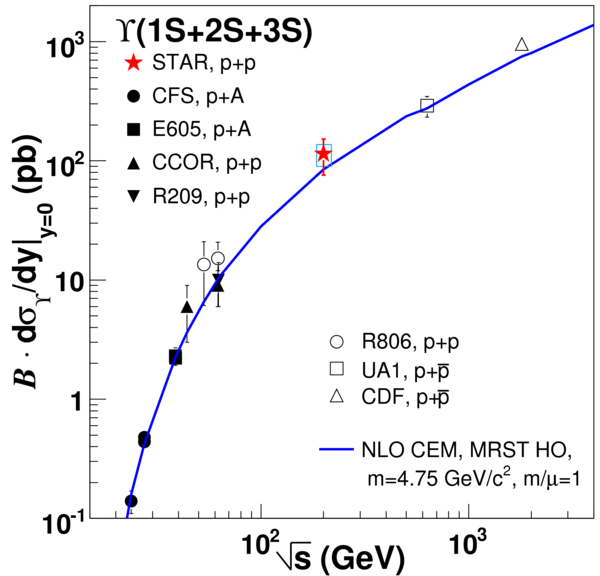 ϒ(1S+2S+3S)
STAR, p+p
CFS, p+A
E605, p+A
CCOR, p+p
R209, p+p
R806, p+p
UA1, p+p̅
CDF, p+p̅
NLO CEM, MRST HO,
m=4.75 GeV/c², m/μ=1
B · dσ_ϒ/dy|_{y=0} (pb)
10³
10²
10
1
10⁻¹
10²
10³
√s (GeV)